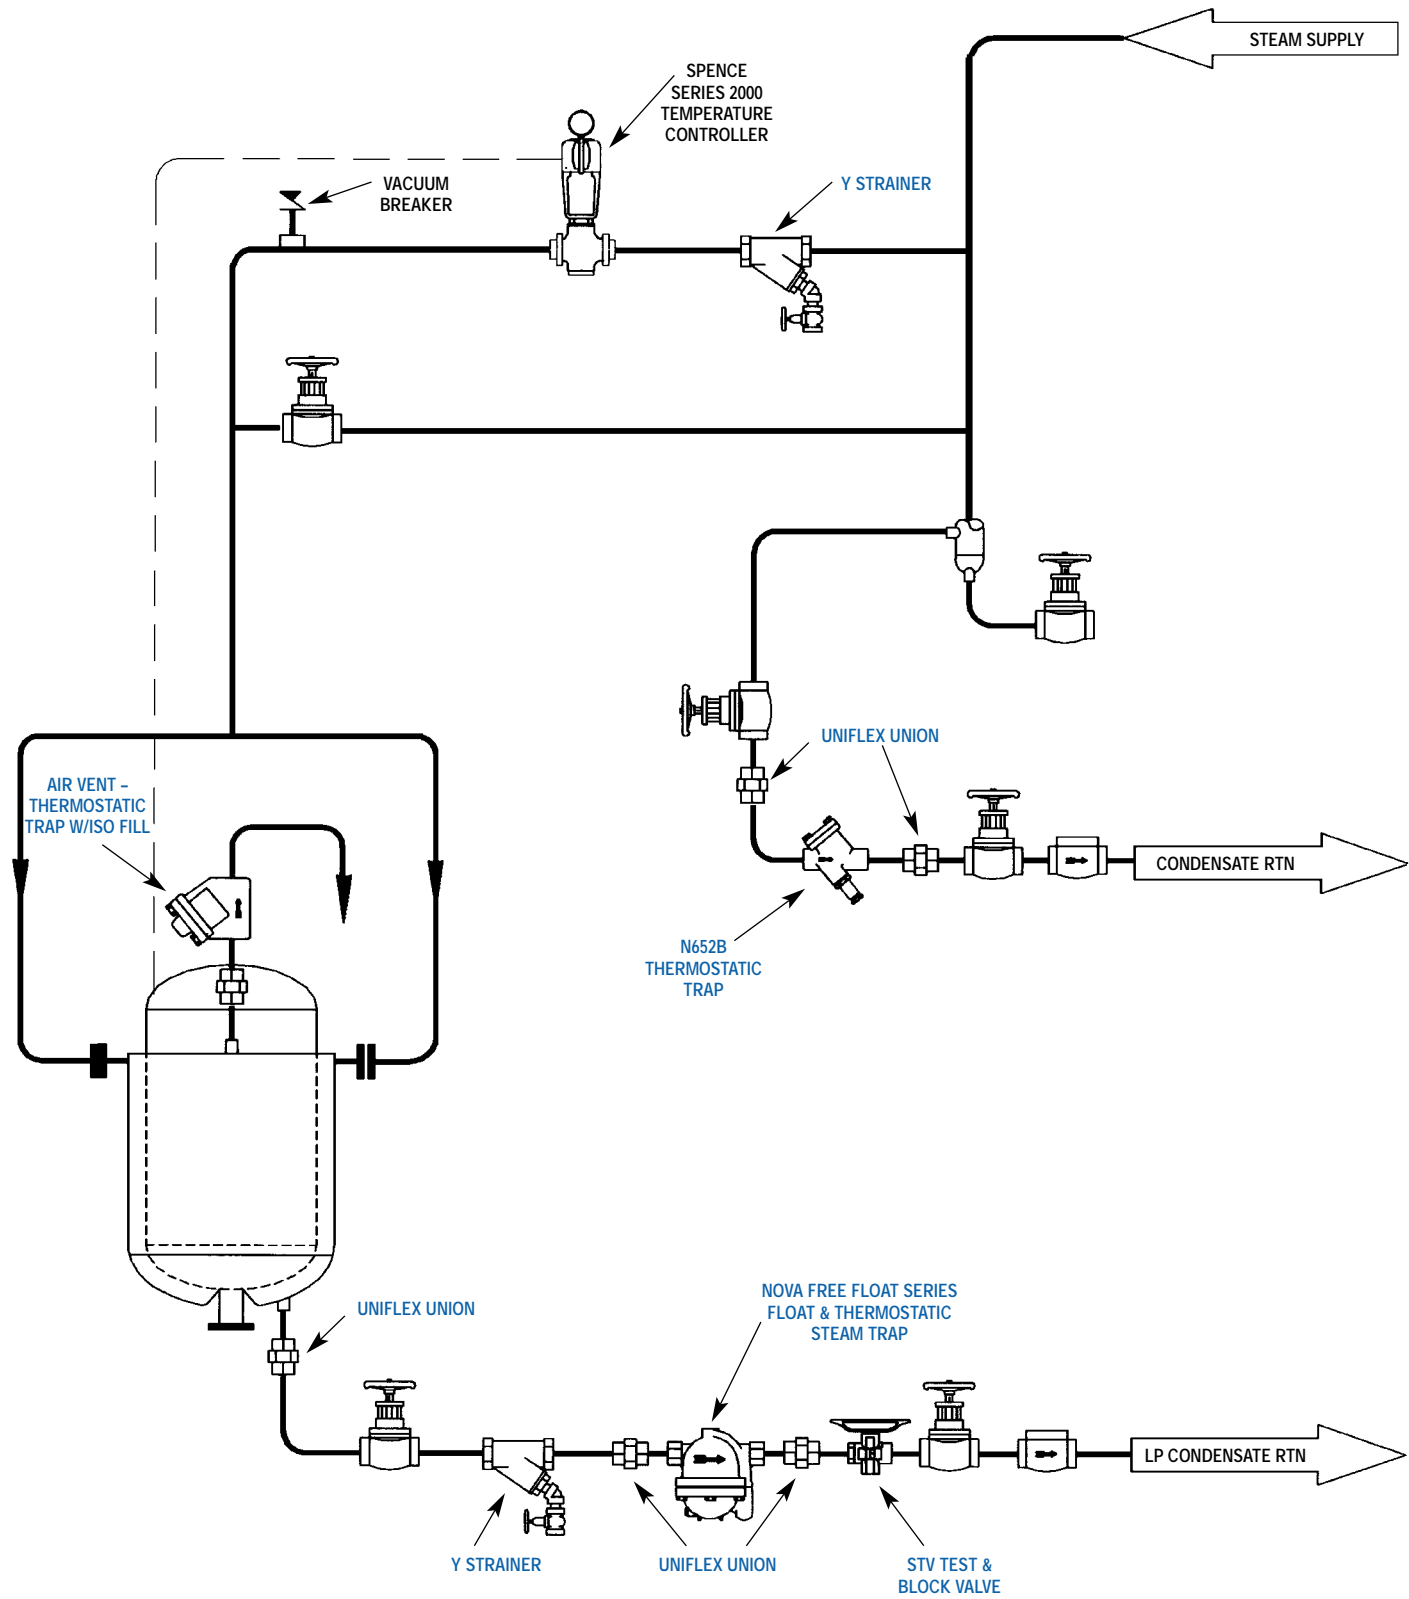 STEAM SUPPLY
SPENCE
SERIES 2000
TEMPERATURE
CONTROLLER
VACUUM
BREAKER
Y STRAINER
UNIFLEX UNION
AIR VENT –
THERMOSTATIC
TRAP W/ISO FILL
CONDENSATE RTN
N652B
THERMOSTATIC
TRAP
NOVA FREE FLOAT SERIES
FLOAT & THERMOSTATIC
STEAM TRAP
UNIFLEX UNION
LP CONDENSATE RTN
Y STRAINER
UNIFLEX UNION
STV TEST &
BLOCK VALVE